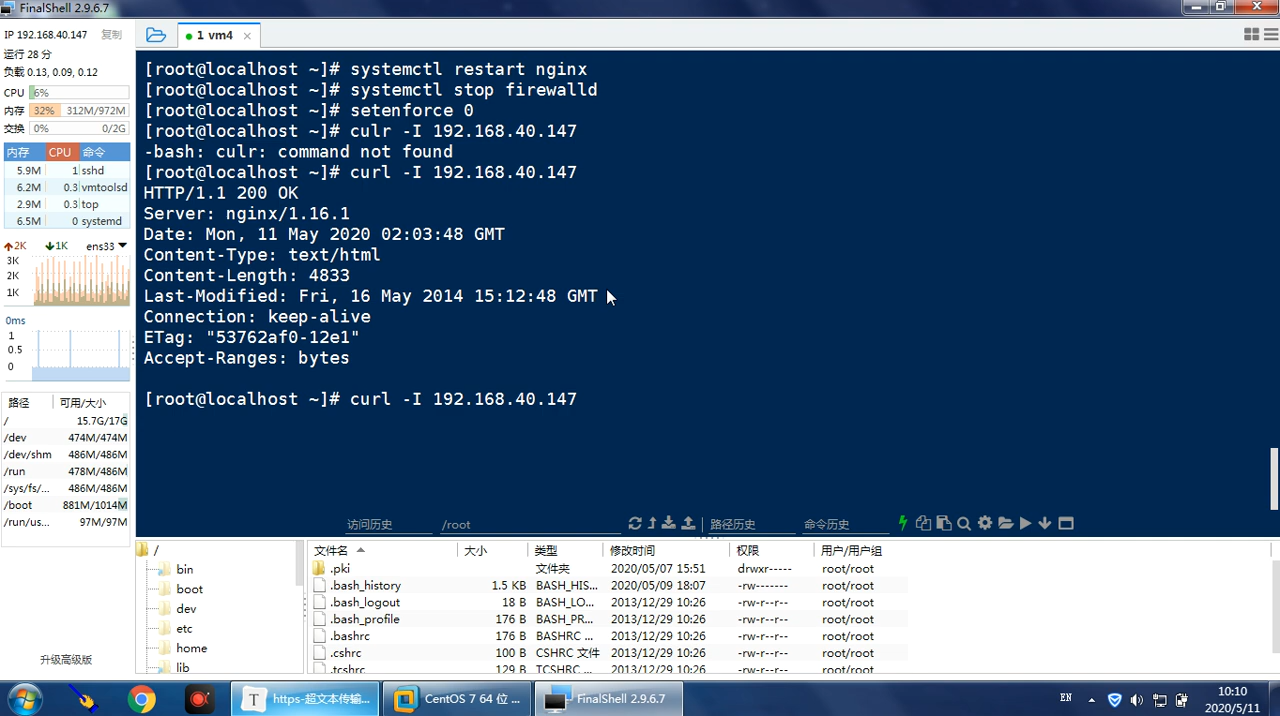 FinalShell 2.9.6.7
IP 192.168.40.147 复制
运行 28 分
负载 0.13, 0.09, 0.12
CPU 6%
内存 32% 312M/972M
交换 0% 0/2G
内存 CPU 命令
5.9M 1 sshd
6.2M 0.3 vmtoolsd
2.9M 0.3 top
6.5M 0 systemd
2K 1K ens33
3K
2K
1K
0ms
1
0.5
0
路径 可用/大小
/ 15.7G/17G
/dev 474M/474M
/dev/shm 486M/486M
/run 478M/486M
/sys/fs/... 486M/486M
/boot 881M/1014M
/run/us... 97M/97M
升级高级版
1 vm4
[root@localhost ~]# systemctl restart nginx
[root@localhost ~]# systemctl stop firewalld
[root@localhost ~]# setenforce 0
[root@localhost ~]# culr -I 192.168.40.147
-bash: culr: command not found
[root@localhost ~]# curl -I 192.168.40.147
HTTP/1.1 200 OK
Server: nginx/1.16.1
Date: Mon, 11 May 2020 02:03:48 GMT
Content-Type: text/html
Content-Length: 4833
Last-Modified: Fri, 16 May 2014 15:12:48 GMT
Connection: keep-alive
ETag: "53762af0-12e1"
Accept-Ranges: bytes
[root@localhost ~]# curl -I 192.168.40.147
访问历史 /root 路径历史 命令历史
/
bin
boot
dev
etc
home
lib
文件名 大小 类型 修改时间 权限 用户/用户组
.pki 文件夹 2020/05/07 15:51 drwxr----- root/root
.bash_history 1.5 KB BASH_HIS... 2020/05/09 18:07 -rw------- root/root
.bash_logout 18 B BASH_LO... 2013/12/29 10:26 -rw-r--r-- root/root
.bash_profile 176 B BASH_PR... 2013/12/29 10:26 -rw-r--r-- root/root
.bashrc 176 B BASHRC ... 2013/12/29 10:26 -rw-r--r-- root/root
.cshrc 100 B CSHRC 文件 2013/12/29 10:26 -rw-r--r-- root/root
.tcshrc 129 B TCSHRC ... 2013/12/29 10:26 -rw-r--r-- root/root
https-超文本传输...
CentOS 7 64 位 ...
FinalShell 2.9.6.7
EN
10:10
2020/5/11